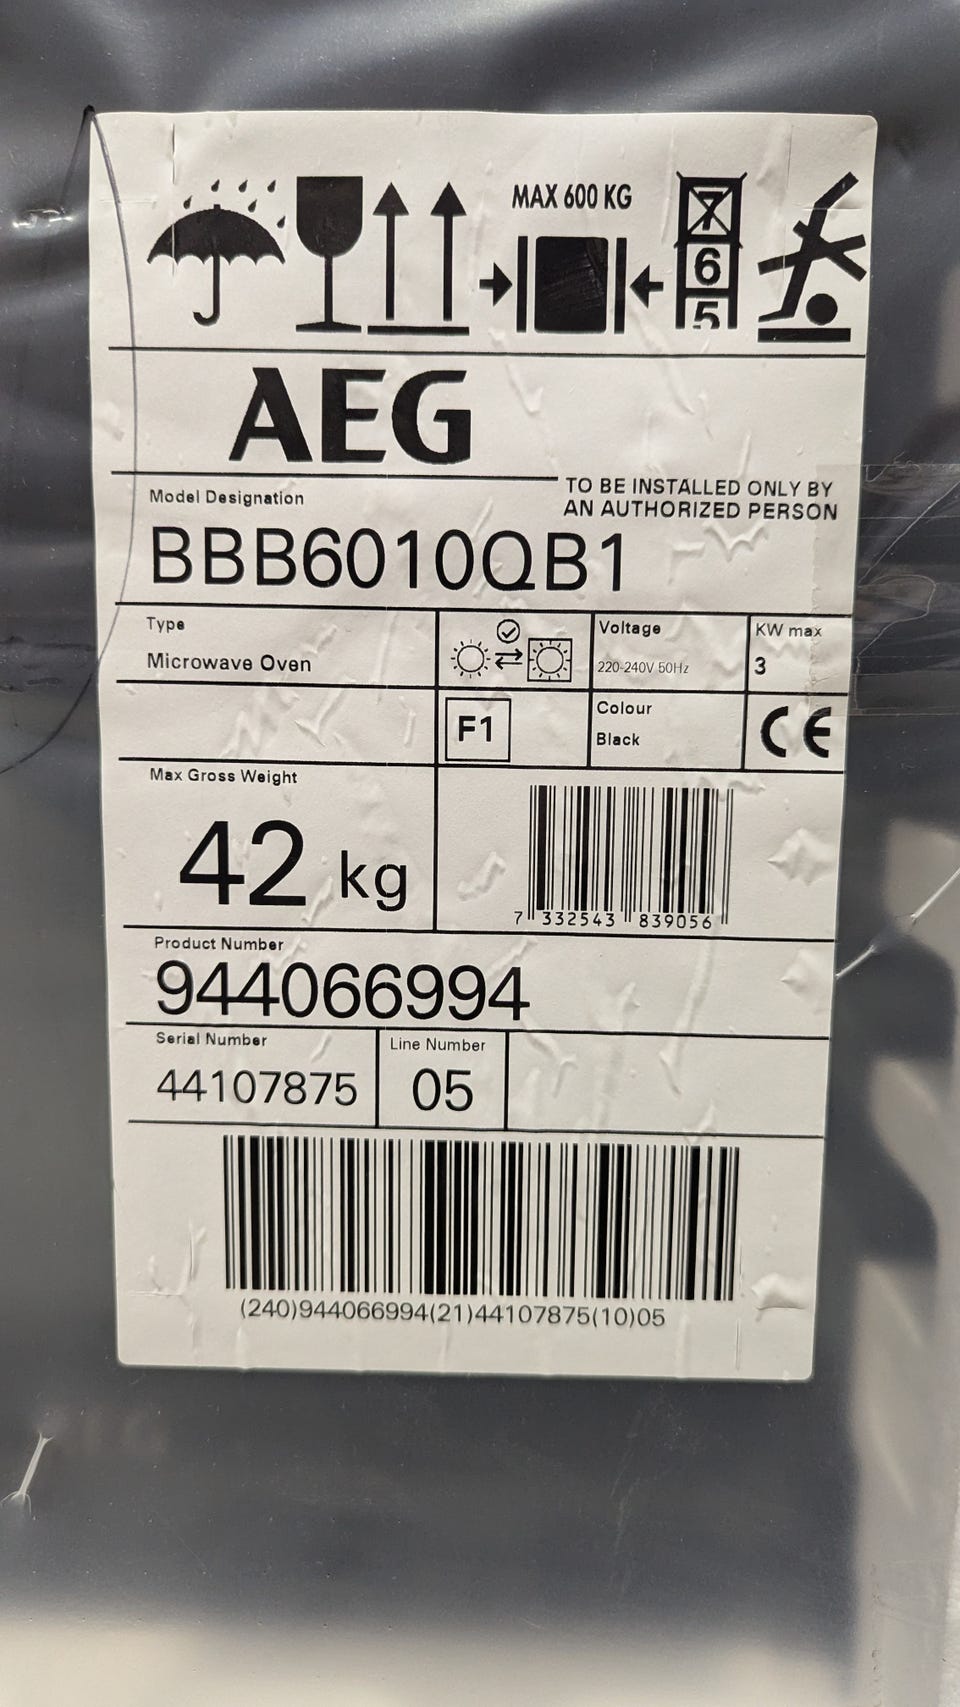 MAX 600 KG
7
6
5
AEG
Model Designation
TO BE INSTALLED ONLY BY
AN AUTHORIZED PERSON
BBB6010QB1
Type
Microwave Oven
Voltage
220-240V 50Hz
KW max
3
F1
Colour
Black
CE
Max Gross Weight
42 kg
7 332543 839056
Product Number
944066994
Serial Number
44107875
Line Number
05
(240)944066994(21)44107875(10)05